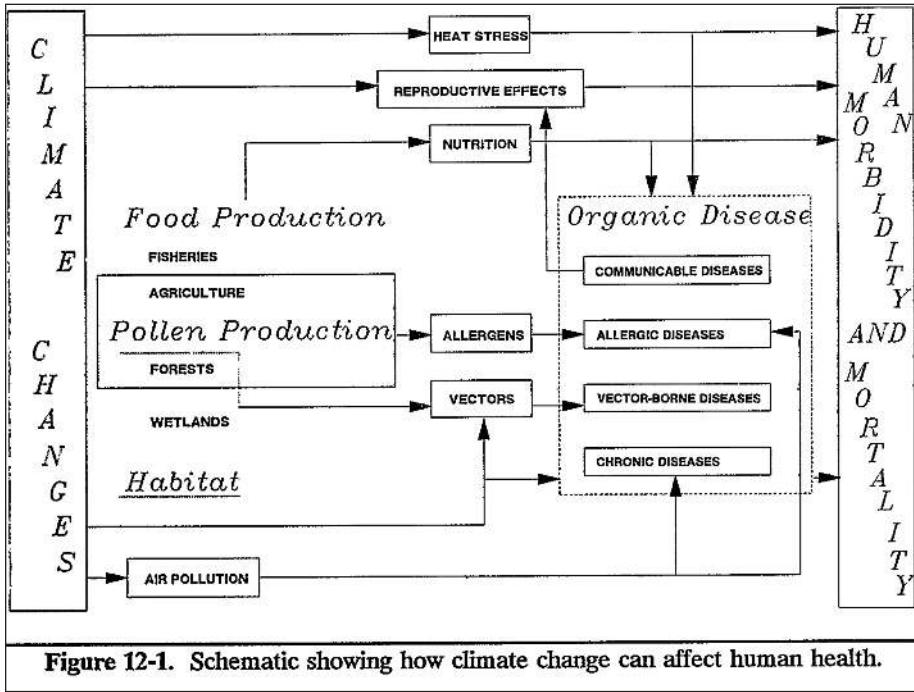 CLIMATE CHANGES
HEAT STRESS
REPRODUCTIVE EFFECTS
NUTRITION
Food Production
FISHERIES
AGRICULTURE
Pollen Production
FORESTS
WETLANDS
Habitat
ALLERGENS
VECTORS
AIR POLLUTION
Organic Disease
COMMUNICABLE DISEASES
ALLERGIC DISEASES
VECTOR-BORNE DISEASES
CHRONIC DISEASES
HUMAN MORBIDITY AND MORTALITY
Figure 12-1. Schematic showing how climate change can affect human health.